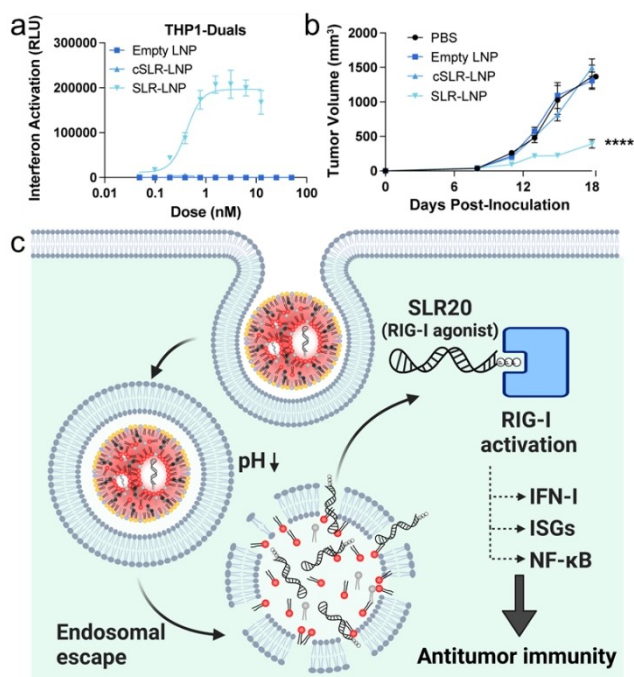 a
THP1-Duals
Interferon Activation (RLU)
300000
200000
100000
0
Empty LNP
cSLR-LNP
SLR-LNP
0.01
0.1
1
10
100
Dose (nM)
b
Tumor Volume (mm³)
2000
1500
1000
500
0
PBS
Empty LNP
cSLR-LNP
SLR-LNP
****
0
6
12
18
Days Post-Inoculation
c
SLR20
(RIG-I agonist)
RIG-I
activation
pH↓
IFN-I
ISGs
NF-κB
Endosomal
escape
Antitumor immunity